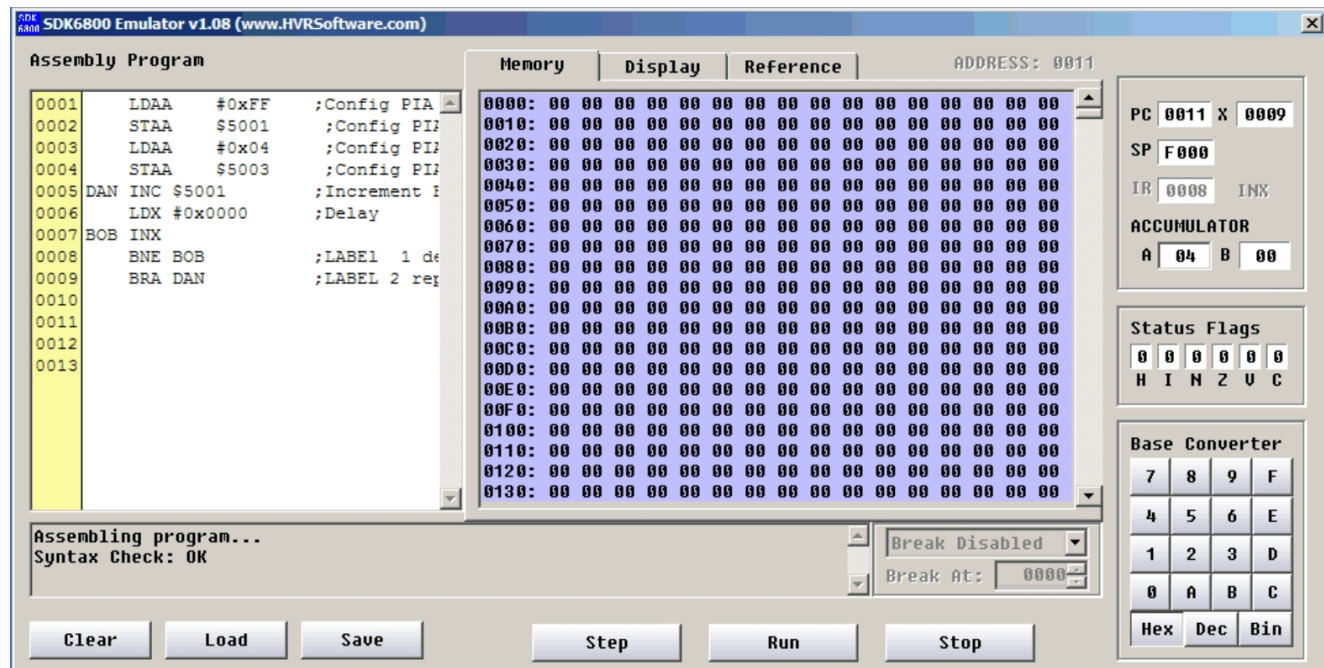 SDK 6800 SDK6800 Emulator v1.08 (www.HVRSoftware.com)
Assembly Program
Memory Display Reference ADDRESS: 0011
0001 LDAA #0xFF ;Config PIA
0002 STAA $5001 ;Config PIA
0003 LDAA #0x04 ;Config PIA
0004 STAA $5003 ;Config PIA
0005 DAN INC $5001 ;Increment
0006 LDX #0x0000 ;Delay
0007 BOB INX
0008 BNE BOB ;LABEl 1 de
0009 BRA DAN ;LABEL 2 rep
0010
0011
0012
0013
0000: 00 00 00 00 00 00 00 00 00 00 00 00 00 00 00 00
0010: 00 00 00 00 00 00 00 00 00 00 00 00 00 00 00 00
0020: 00 00 00 00 00 00 00 00 00 00 00 00 00 00 00 00
0030: 00 00 00 00 00 00 00 00 00 00 00 00 00 00 00 00
0040: 00 00 00 00 00 00 00 00 00 00 00 00 00 00 00 00
0050: 00 00 00 00 00 00 00 00 00 00 00 00 00 00 00 00
0060: 00 00 00 00 00 00 00 00 00 00 00 00 00 00 00 00
0070: 00 00 00 00 00 00 00 00 00 00 00 00 00 00 00 00
0080: 00 00 00 00 00 00 00 00 00 00 00 00 00 00 00 00
0090: 00 00 00 00 00 00 00 00 00 00 00 00 00 00 00 00
00A0: 00 00 00 00 00 00 00 00 00 00 00 00 00 00 00 00
00B0: 00 00 00 00 00 00 00 00 00 00 00 00 00 00 00 00
00C0: 00 00 00 00 00 00 00 00 00 00 00 00 00 00 00 00
00D0: 00 00 00 00 00 00 00 00 00 00 00 00 00 00 00 00
00E0: 00 00 00 00 00 00 00 00 00 00 00 00 00 00 00 00
00F0: 00 00 00 00 00 00 00 00 00 00 00 00 00 00 00 00
0100: 00 00 00 00 00 00 00 00 00 00 00 00 00 00 00 00
0110: 00 00 00 00 00 00 00 00 00 00 00 00 00 00 00 00
0120: 00 00 00 00 00 00 00 00 00 00 00 00 00 00 00 00
0130: 00 00 00 00 00 00 00 00 00 00 00 00 00 00 00 00
PC 0011 X 0009
SP F000
IR 0008 INX
ACCUMULATOR
A 04 B 00
Status Flags
0 0 0 0 0 0
H I N Z V C
Base Converter
7 8 9 F
4 5 6 E
1 2 3 D
0 A B C
Hex Dec Bin
Assembling program...
Syntax Check: OK
Break Disabled
Break At: 0000
Clear Load Save Step Run Stop